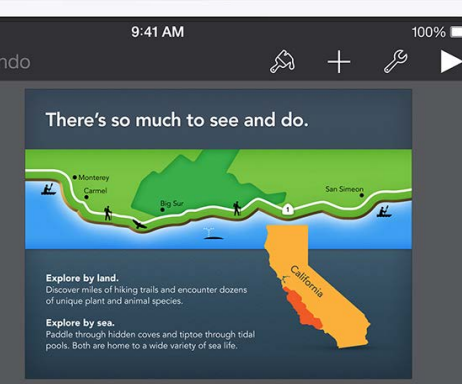 9:41 AM
100%
There's so much to see and do.
Monterey
Carmel
Big Sur
San Simeon
1
California
Explore by land.
Discover miles of hiking trails and encounter dozens
of unique plant and animal species.
Explore by sea.
Paddle through hidden coves and tiptoe through tidal
pools. Both are home to a wide variety of sea life.